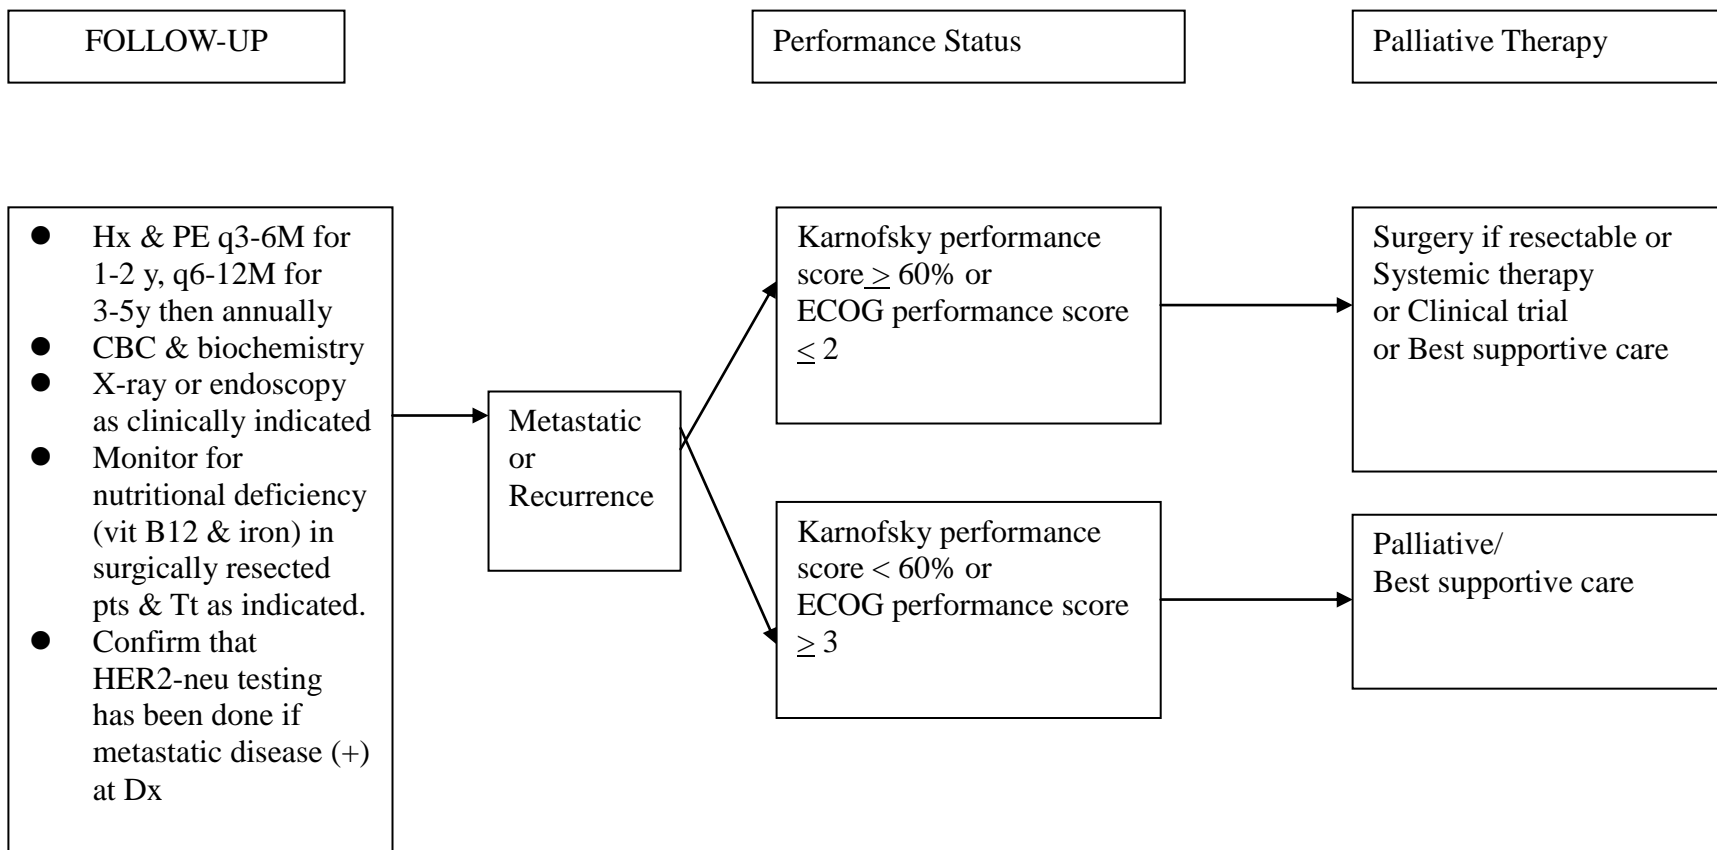 FOLLOW-UP
Performance Status
Palliative Therapy
● Hx & PE q3-6M for
1-2 y, q6-12M for
3-5y then annually
● CBC & biochemistry
● X-ray or endoscopy
as clinically indicated
● Monitor for
nutritional deficiency
(vit B12 & iron) in
surgically resected
pts & Tt as indicated.
● Confirm that
HER2-neu testing
has been done if
metastatic disease (+)
at Dx
Metastatic
or
Recurrence
Karnofsky performance
score ≥ 60% or
ECOG performance score
≤ 2
Karnofsky performance
score < 60% or
ECOG performance score
≥ 3
Surgery if resectable or
Systemic therapy
or Clinical trial
or Best supportive care
Palliative/
Best supportive care